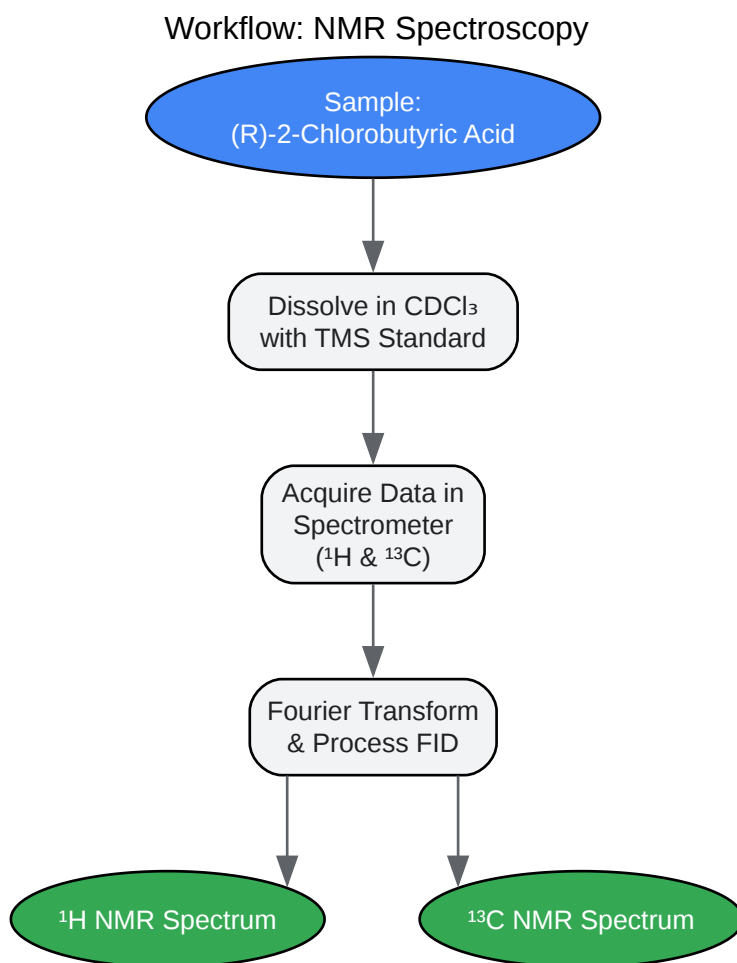 Workflow: NMR Spectroscopy
Sample:
(R)-2-Chlorobutyric Acid
Dissolve in CDCl₃
with TMS Standard
Acquire Data in
Spectrometer
(¹H & ¹³C)
Fourier Transform
& Process FID
¹H NMR Spectrum
¹³C NMR Spectrum